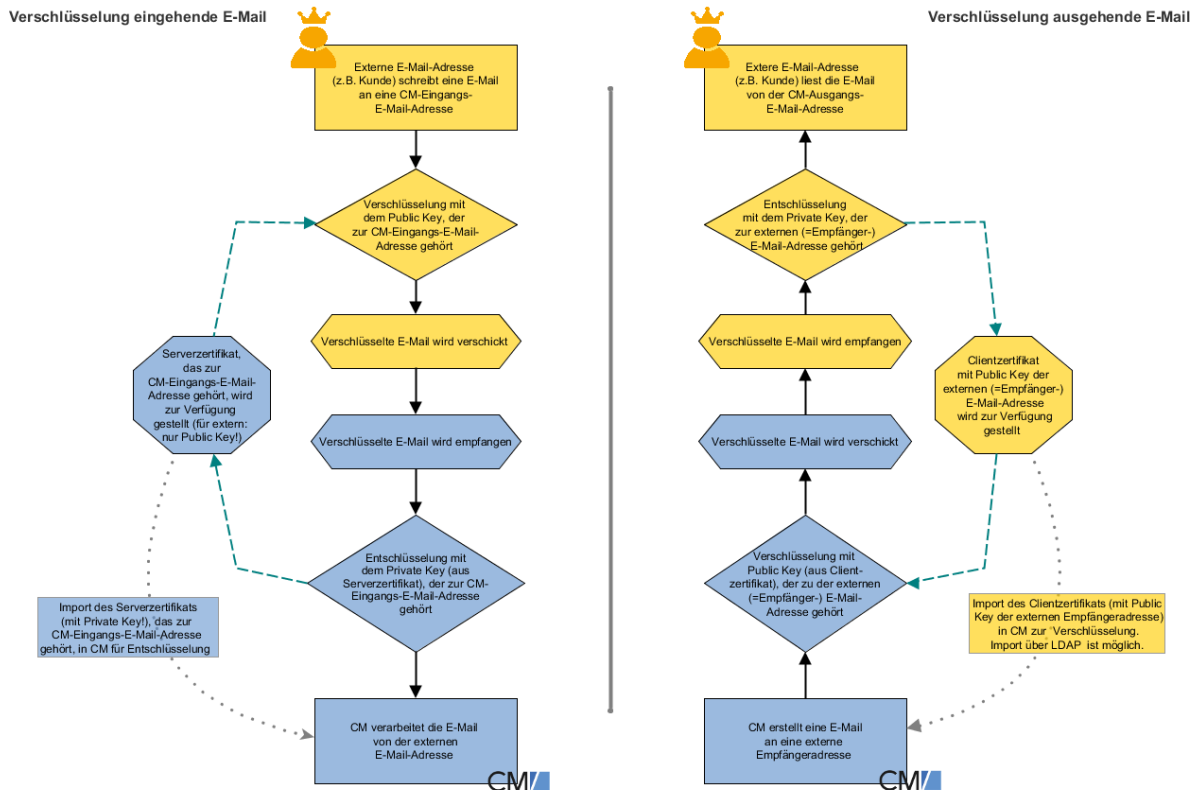 Verschlüsselung eingehende E-Mail
Externe E-Mail-Adresse
(z.B. Kunde) schreibt eine E-Mail
an eine CM-Eingangs-
E-Mail-Adresse
Verschlüsselung mit
dem Public Key, der
zur CM-Eingangs-E-Mail-
Adresse gehört
Verschlüsselte E-Mail wird verschickt
Serverzertifikat,
das zur
CM-Eingangs-E-Mail-
Adresse gehört, wird
zur Verfügung
gestellt (für extern:
nur Public Key!)
Verschlüsselte E-Mail wird empfangen
Entschlüsselung mit
dem Private Key (aus
Serverzertifikat), der zur CM-
Eingangs-E-Mail-Adresse
gehört
Import des Serverzertifikats
(mit Private Key!), das zur
CM-Eingangs-E-Mail-Adresse
gehört, in CM für Entschlüsselung
CM verarbeitet die E-Mail
von der externen
E-Mail-Adresse
CM/
Verschlüsselung ausgehende E-Mail
Extere E-Mail-Adresse
(z.B. Kunde) liest die E-Mail
von der CM-Ausgangs-
E-Mail-Adresse
Entschlüsselung
mit dem Private Key, der
zur externen (=Empfänger-)
E-Mail-Adresse gehört
Verschlüsselte E-Mail wird empfangen
Clientzertifikat
mit Public Key der
externen (=Empfänger-)
E-Mail-Adresse
wird zur Verfügung
gestellt
Verschlüsselte E-Mail wird verschickt
Verschlüsselung mit
Public Key (aus Client-
zertifikat), der zu der externen
(=Empfänger-) E-Mail-
Adresse gehört
Import des Clientzertifikats (mit Public
Key der externen Empfängeradresse)
in CM zur "Verschlüsselung.
Import über LDAP ist möglich.
CM erstellt eine E-Mail
an eine externe
Empfängeradresse
CM/